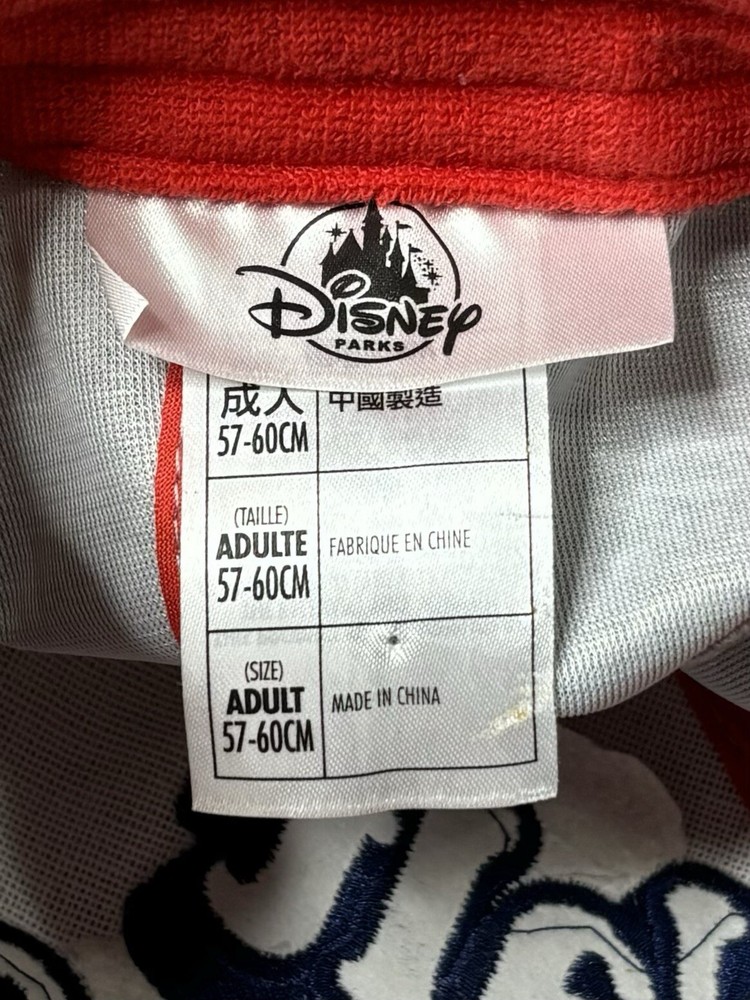 Disney
PARKS
成人
中國製造
57-60CM
(TAILLE)
ADULTE
57-60CM
FABRIQUE EN CHINE
(SIZE)
ADULT
57-60CM
MADE IN CHINA